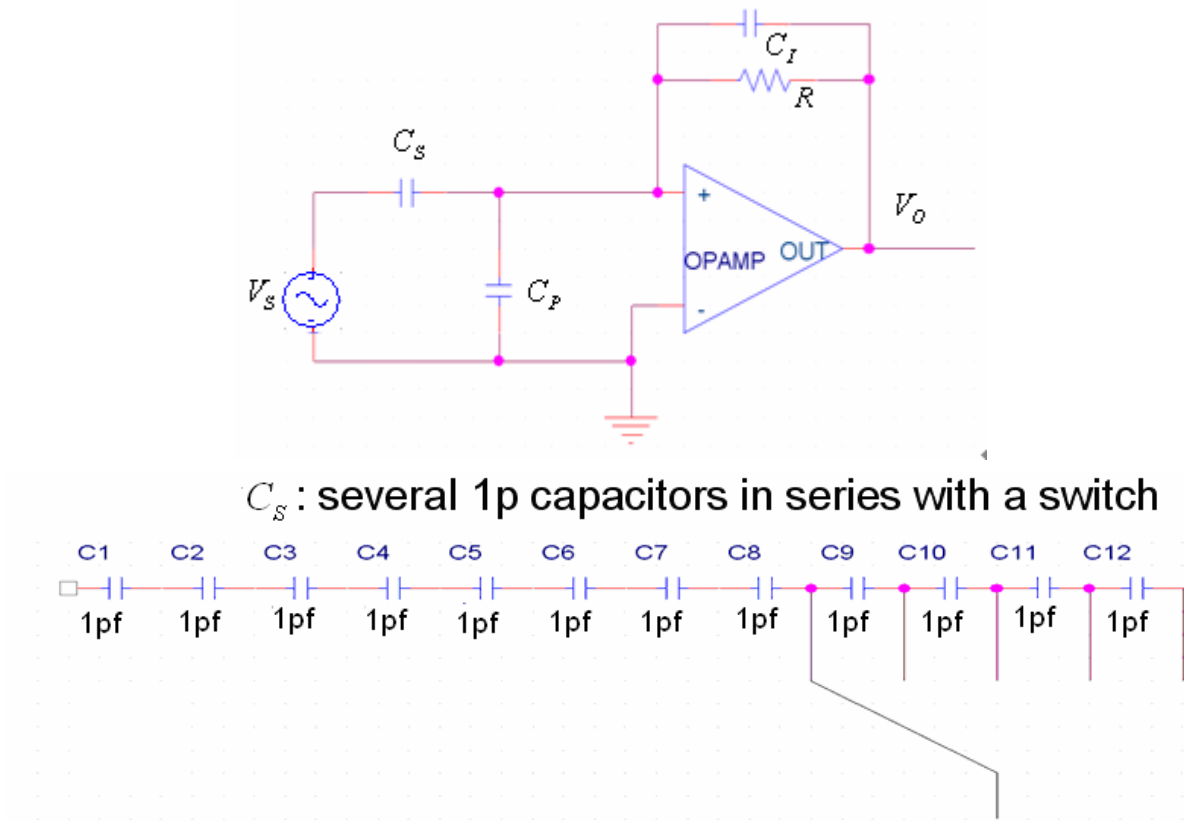 C_I
R
C_S
+
V_O
OPAMP OUT
V_S
C_P
-
C_S : several 1p capacitors in series with a switch
C1 C2 C3 C4 C5 C6 C7 C8 C9 C10 C11 C12
1pf 1pf 1pf 1pf 1pf 1pf 1pf 1pf 1pf 1pf 1pf 1pf